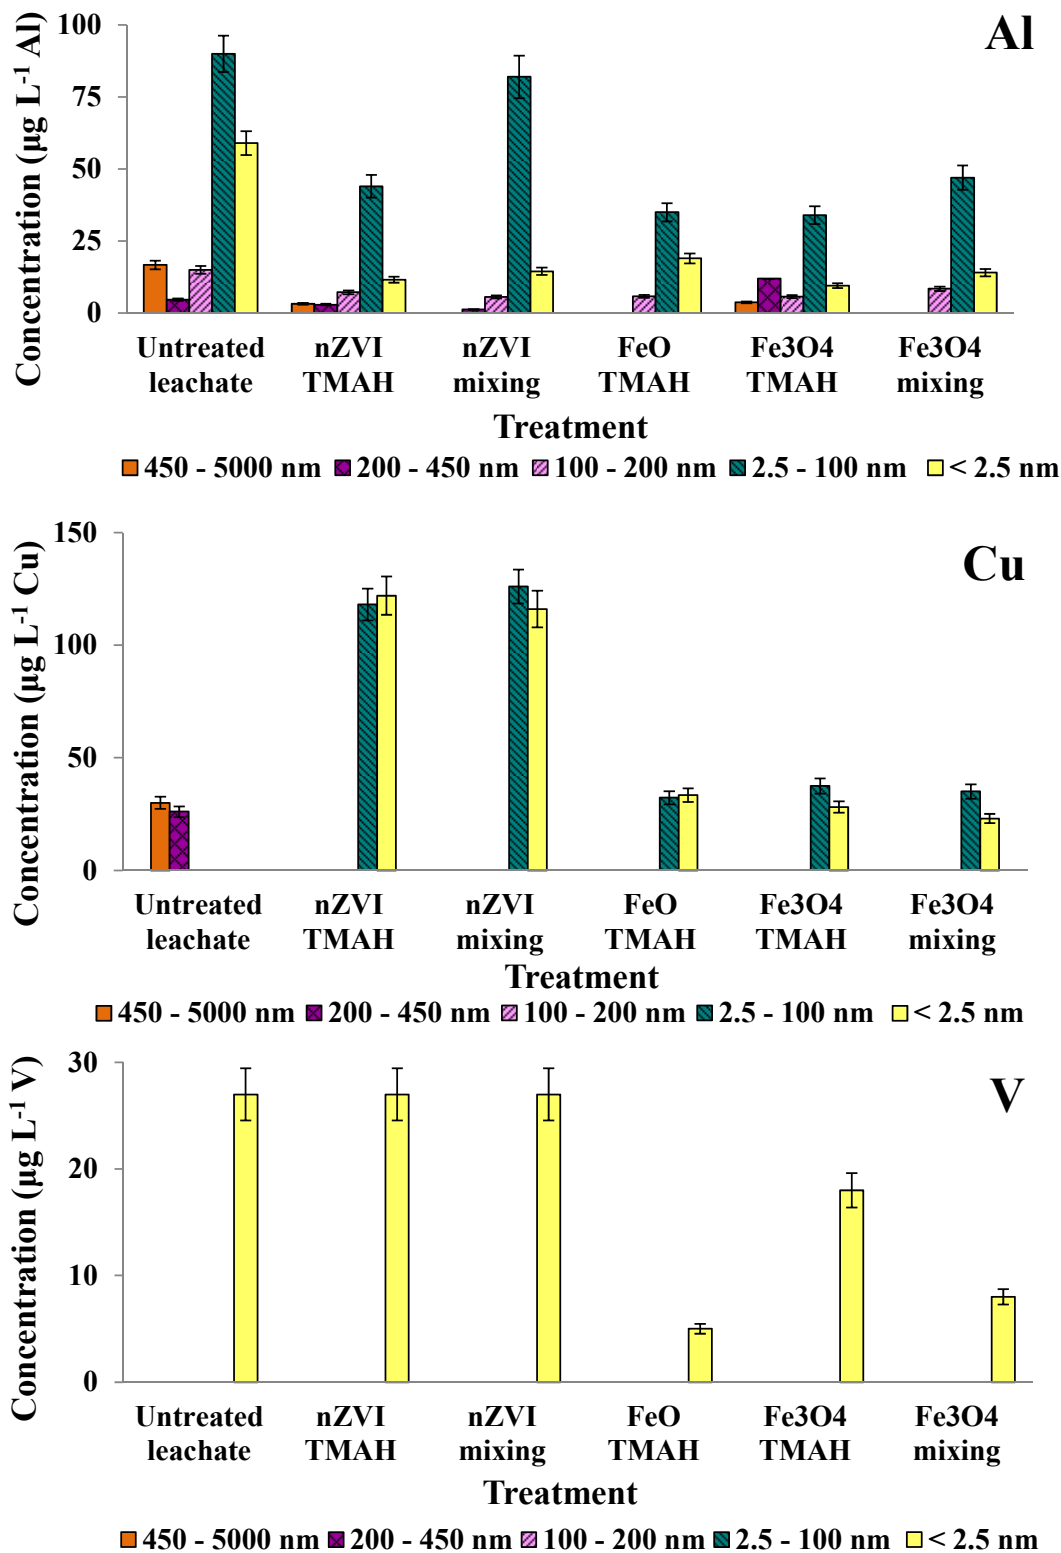 Al
Concentration (µg L-1 Al)
100
75
50
25
0
Untreated leachate
nZVI TMAH
nZVI mixing
FeO TMAH
Fe3O4 TMAH
Fe3O4 mixing
Treatment
450 - 5000 nm 200 - 450 nm 100 - 200 nm 2.5 - 100 nm < 2.5 nm
Cu
Concentration (µg L-1 Cu)
150
100
50
0
Untreated leachate
nZVI TMAH
nZVI mixing
FeO TMAH
Fe3O4 TMAH
Fe3O4 mixing
Treatment
450 - 5000 nm 200 - 450 nm 100 - 200 nm 2.5 - 100 nm < 2.5 nm
V
Concentration (µg L-1 V)
30
20
10
0
Untreated leachate
nZVI TMAH
nZVI mixing
FeO TMAH
Fe3O4 TMAH
Fe3O4 mixing
Treatment
450 - 5000 nm 200 - 450 nm 100 - 200 nm 2.5 - 100 nm < 2.5 nm